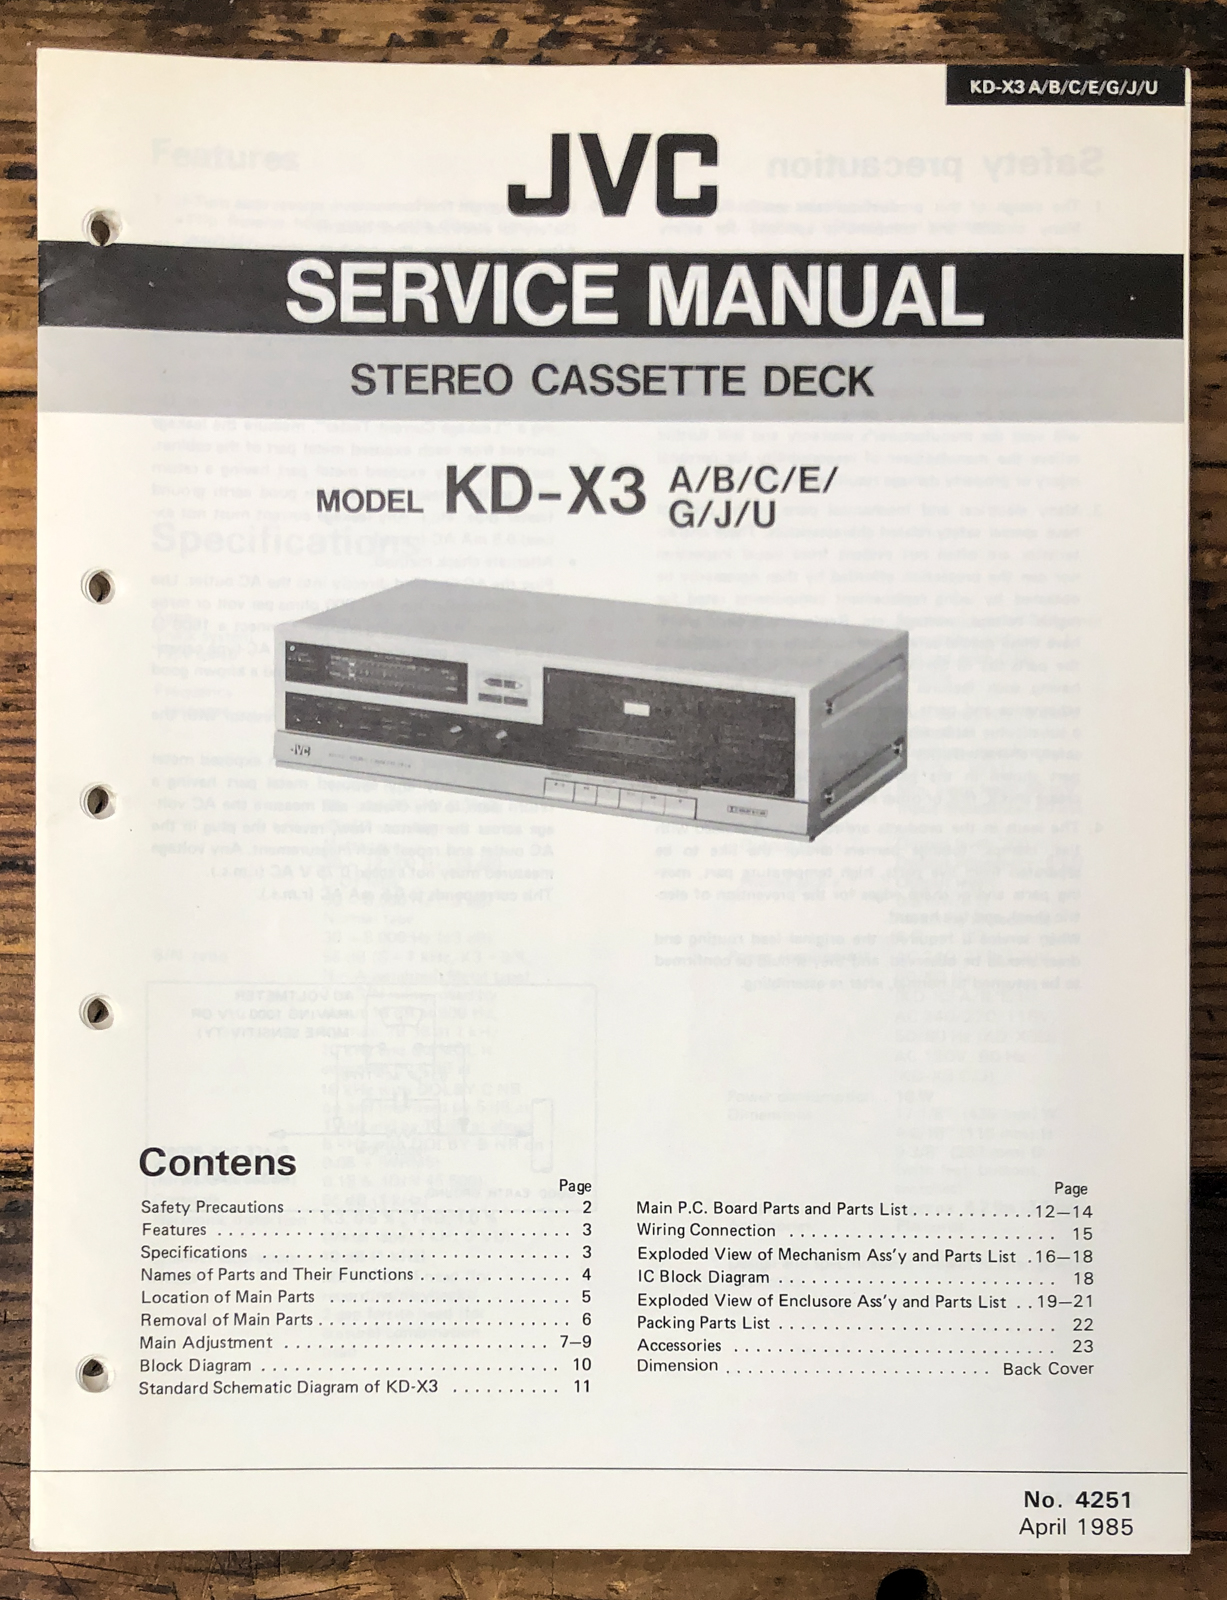 KD-X3 A/B/C/E/G/J/U
JVC
SERVICE MANUAL
STEREO CASSETTE DECK
MODEL KD-X3 A/B/C/E/
G/J/U
JVC
Contens
Page
Safety Precautions . . . . . . . . . . . . . . . . . . . . . . . . . 2
Features . . . . . . . . . . . . . . . . . . . . . . . . . . . . . . . . 3
Specifications . . . . . . . . . . . . . . . . . . . . . . . . . . . . 3
Names of Parts and Their Functions . . . . . . . . . . . . . . 4
Location of Main Parts . . . . . . . . . . . . . . . . . . . . . . . 5
Removal of Main Parts . . . . . . . . . . . . . . . . . . . . . . . 6
Main Adjustment . . . . . . . . . . . . . . . . . . . . . . . . 7–9
Block Diagram . . . . . . . . . . . . . . . . . . . . . . . . . . . 10
Standard Schematic Diagram of KD-X3 . . . . . . . . . . 11
Page
Main P.C. Board Parts and Parts List . . . . . . . . . . . 12–14
Wiring Connection . . . . . . . . . . . . . . . . . . . . . . . . 15
Exploded View of Mechanism Ass'y and Parts List . 16–18
IC Block Diagram . . . . . . . . . . . . . . . . . . . . . . . . . 18
Exploded View of Enclusore Ass'y and Parts List . . 19–21
Packing Parts List . . . . . . . . . . . . . . . . . . . . . . . . . 22
Accessories . . . . . . . . . . . . . . . . . . . . . . . . . . . . . 23
Dimension . . . . . . . . . . . . . . . . . . . . . . . . Back Cover
No. 4251
April 1985